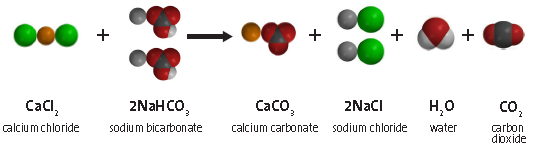 + + + + +
CaCl₂ 2NaHCO₃ CaCO₃ 2NaCl H₂O CO₂
calcium chloride sodium bicarbonate calcium carbonate sodium chloride water carbon
dioxide